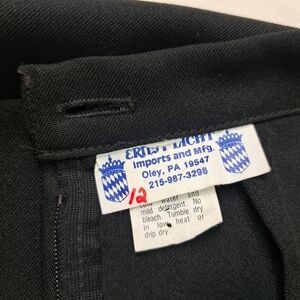 ERNST LICHT
Imports and Mfg.
Oley, PA 19547
215-987-3298
12
cold water and
mild detergent. No
bleach Tumble dry
in low heat or
drip dry.